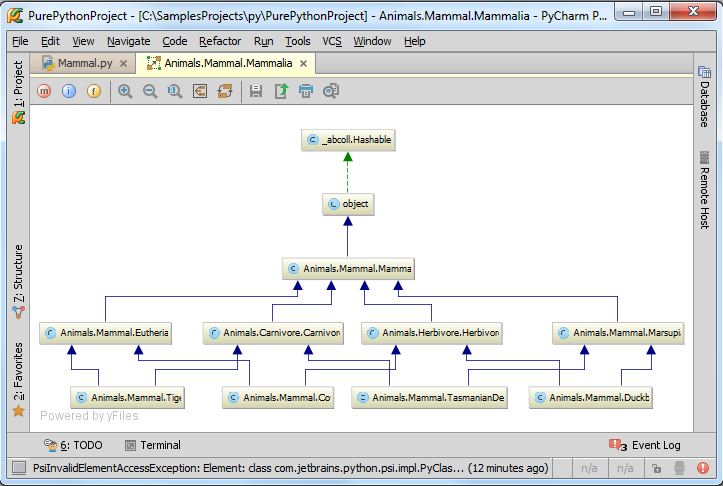 PurePythonProject - [C:\SamplesProjects\py\PurePythonProject] - Animals.Mammal.Mammalia - PyCharm P...
File Edit View Navigate Code Refactor Run Tools VCS Window Help
Mammal.py Animals.Mammal.Mammalia
1: Project
7: Structure
2: Favorites
Database
Remote Host
_abcoll.Hashable
object
Animals.Mammal.Mamma
Animals.Mammal.Eutheria Animals.Carnivore.Carnivore Animals.Herbivore.Herbivore Animals.Mammal.Marsupi
Animals.Mammal.Tige Animals.Mammal.Co Animals.Mammal.TasmanianDe Animals.Mammal.Duckb
Powered by yFiles
6: TODO Terminal 3 Event Log
PsiInvalidElementAccessException: Element: class com.jetbrains.python.psi.impl.PyClas... (12 minutes ago) n/a n/a